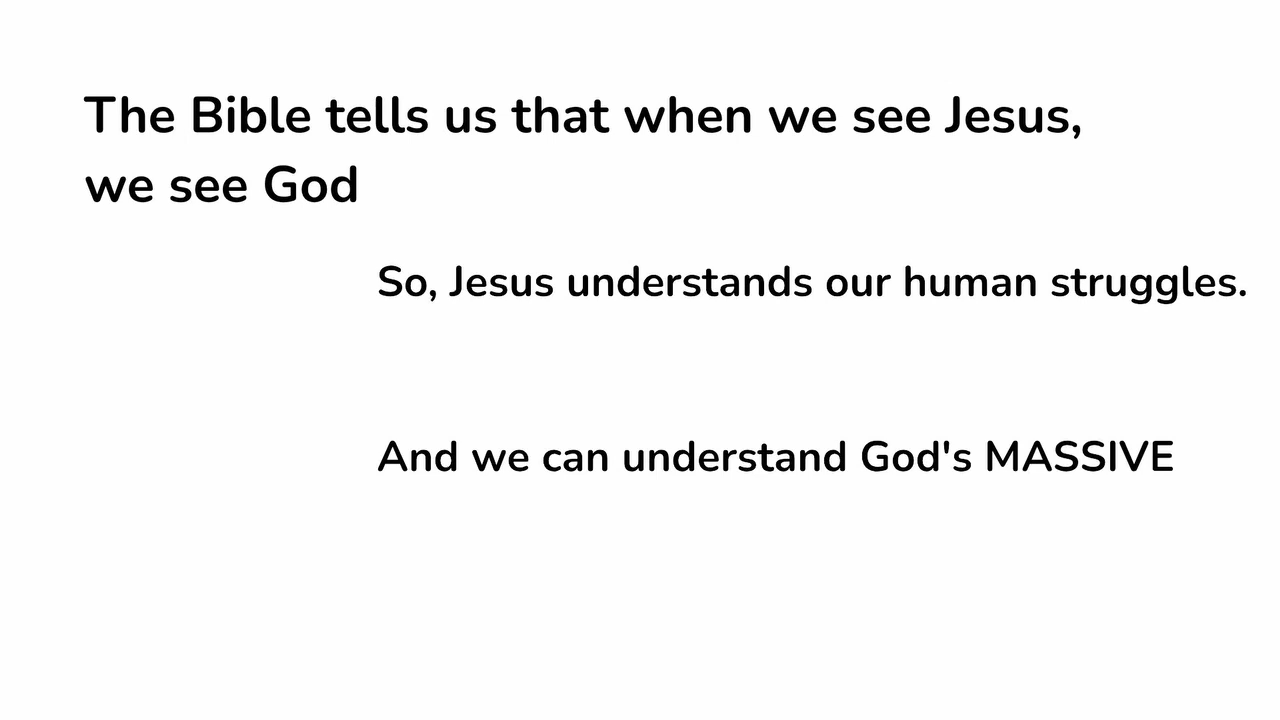 The Bible tells us that when we see Jesus,
we see God
So, Jesus understands our human struggles.
And we can understand God's MASSIVE